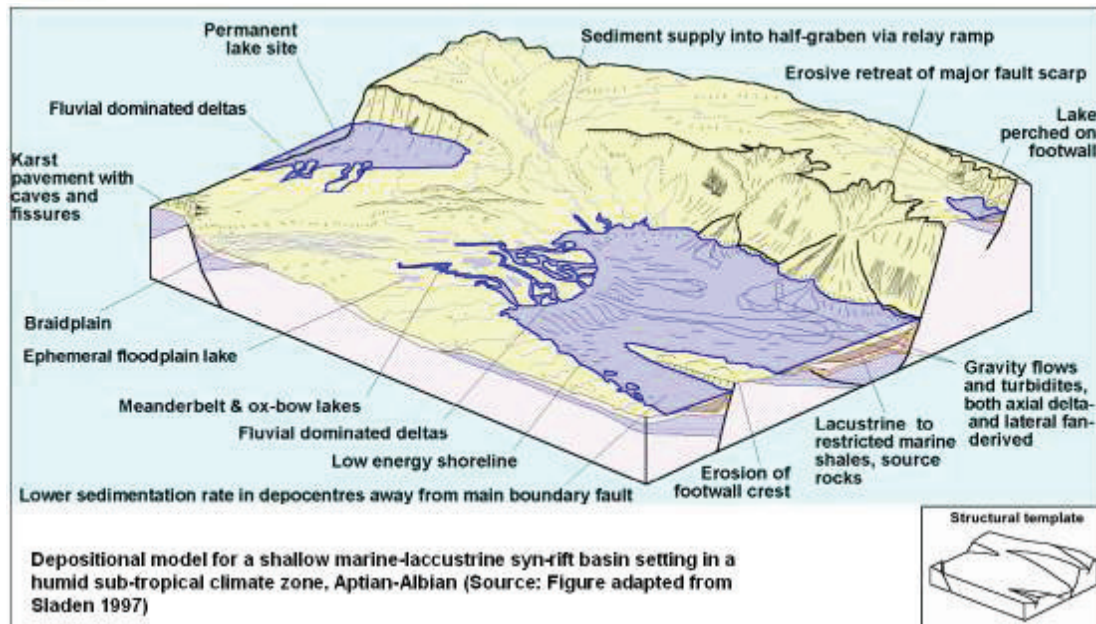 Permanent
lake site
Sediment supply into half-graben via relay ramp
Erosive retreat of major fault scarp
Fluvial dominated deltas
Lake
perched on
footwall
Karst
pavement with
caves and
fissures
Braidplain
Ephemeral floodplain lake
Meanderbelt & ox-bow lakes
Fluvial dominated deltas
Low energy shoreline
Lower sedimentation rate in depocentres away from main boundary fault
Erosion of
footwall crest
Lacustrine to
restricted marine
shales, source
rocks
Gravity flows
and turbidites,
both axial delta-
and lateral fan-
derived
Structural template
Depositional model for a shallow marine-laccustrine syn-rift basin setting in a
humid sub-tropical climate zone, Aptian-Albian (Source: Figure adapted from
Sladen 1997)